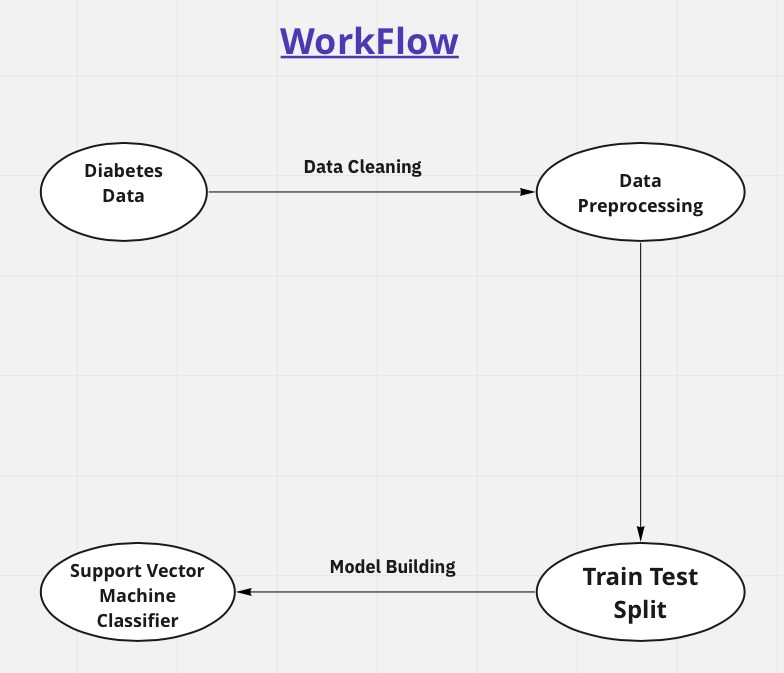 WorkFlow
Diabetes
Data
Data Cleaning
Data
Preprocessing
Support Vector
Machine
Classifier
Model Building
Train Test
Split